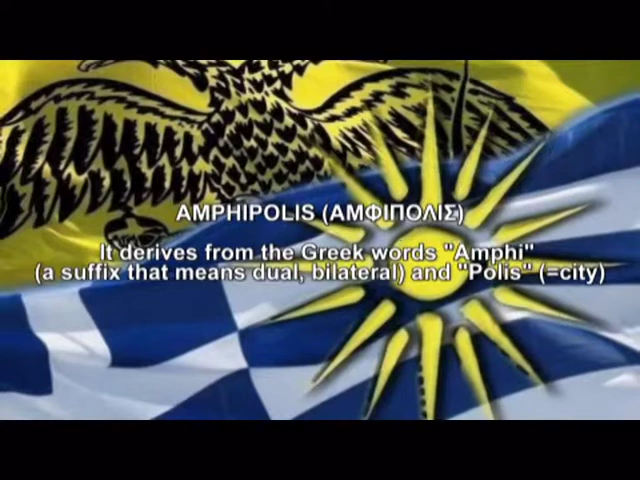 AMPHIPOLIS (ΑΜΦΙΠΟΛΙΣ)
It derives from the Greek words "Amphi"
(a suffix that means dual, bilateral) and "Polis" (=city)